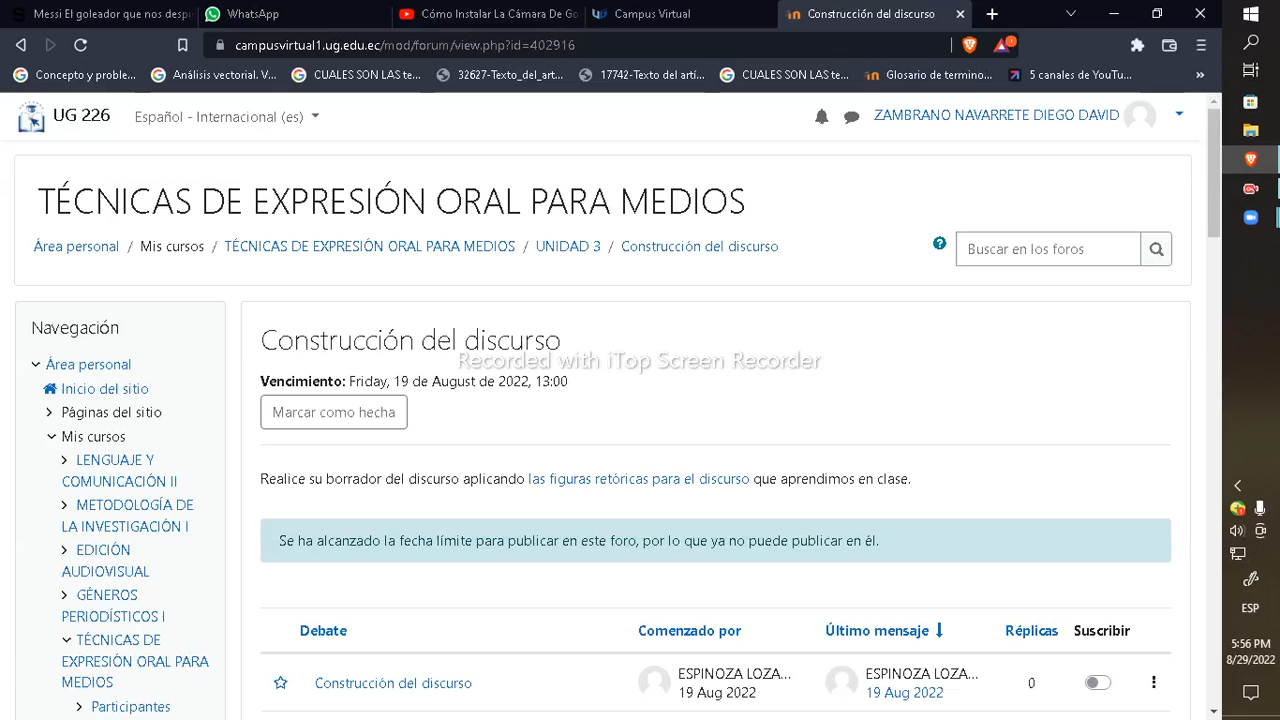 Messi El goleador que nos despi
WhatsApp
Cómo Instalar La Cámara De Go
Campus Virtual
Construcción del discurso
campusvirtual1.ug.edu.ec/mod/forum/view.php?id=402916
1
Concepto y proble...
Análisis vectorial. V...
CUALES SON LAS te...
32627-Texto_del_ar...
17742-Texto del artí...
CUALES SON LAS te...
Glosario de termino...
5 canales de YouTu...
»
UG 226
Español - Internacional (es)
ZAMBRANO NAVARRETE DIEGO DAVID
TÉCNICAS DE EXPRESIÓN ORAL PARA MEDIOS
Área personal / Mis cursos / TÉCNICAS DE EXPRESIÓN ORAL PARA MEDIOS / UNIDAD 3 / Construcción del discurso
Buscar en los foros
Navegación
Área personal
Inicio del sitio
Páginas del sitio
Mis cursos
LENGUAJE Y
COMUNICACIÓN II
METODOLOGÍA DE
LA INVESTIGACIÓN I
EDICIÓN
AUDIOVISUAL
GÉNEROS
PERIODÍSTICOS I
TÉCNICAS DE
EXPRESIÓN ORAL PARA
MEDIOS
Participantes
Construcción del discurso
Recorded with iTop Screen Recorder
Vencimiento: Friday, 19 de August de 2022, 13:00
Marcar como hecha
Realice su borrador del discurso aplicando las figuras retóricas para el discurso que aprendimos en clase.
Se ha alcanzado la fecha límite para publicar en este foro, por lo que ya no puede publicar en él.
Debate
Comenzado por
Último mensaje
Réplicas
Suscribir
Construcción del discurso
ESPINOZA LOZA...
19 Aug 2022
ESPINOZA LOZA...
19 Aug 2022
0
ESP
5:56 PM
8/29/2022